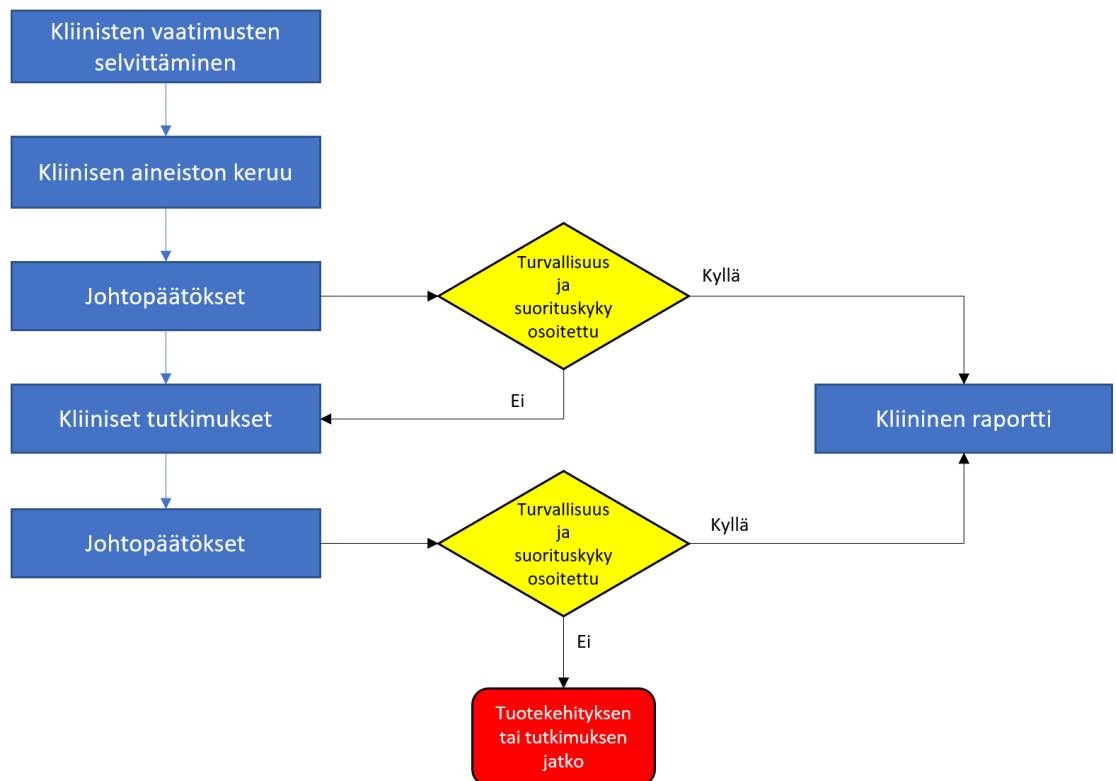 Kliinisten vaatimusten
selvittäminen
Kliinisen aineiston keruu
Johtopäätökset
Turvallisuus
ja
suorituskyky
osoitettu
Kyllä
Ei
Kliiniset tutkimukset
Kliininen raportti
Johtopäätökset
Turvallisuus
ja
suorituskyky
osoitettu
Kyllä
Ei
Tuotekehityksen
tai tutkimuksen
jatko